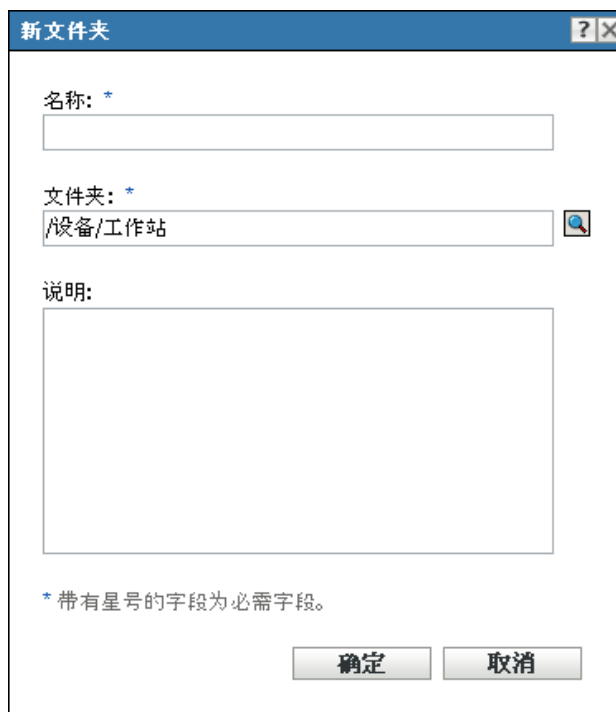 新文件夹 ?
名称: *
文件夹: *
/设备/工作站
说明:
* 带有星号的字段为必需字段。
确定 取消